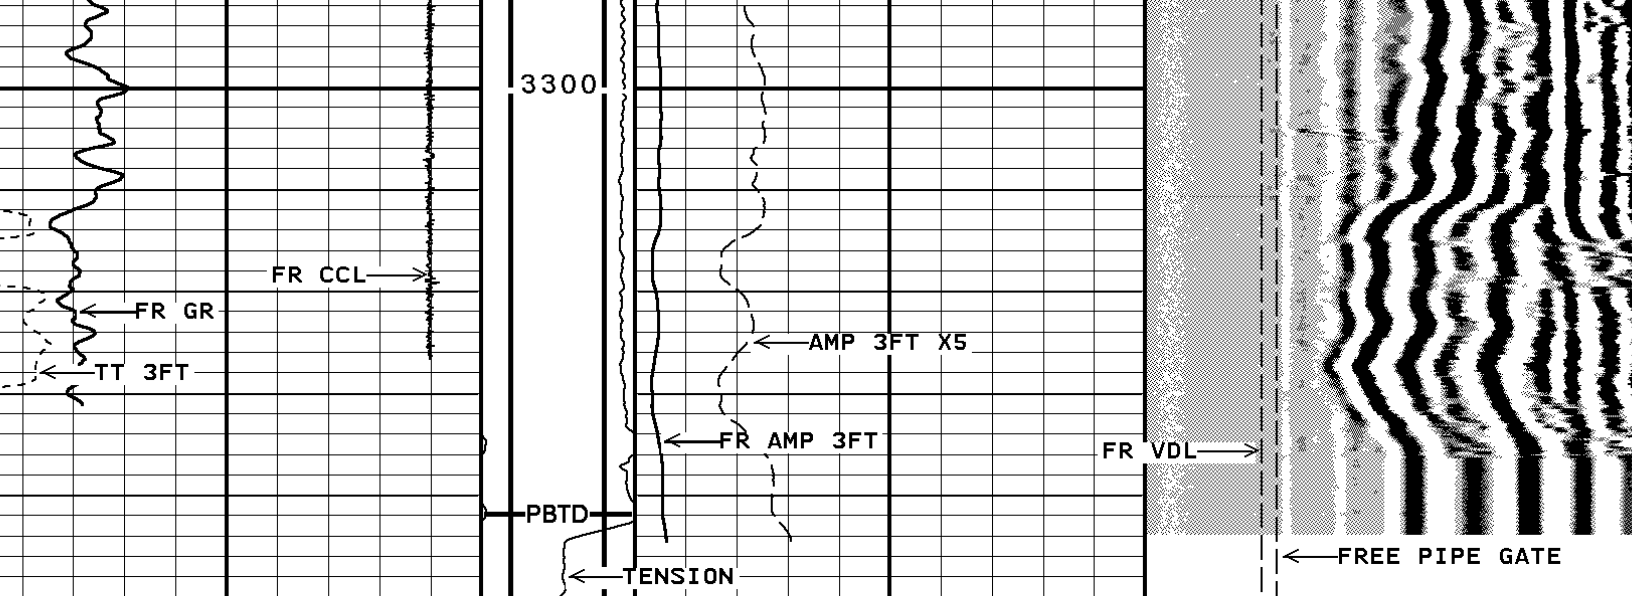 3300
FR CCL
FR GR
AMP 3FT X5
TT 3FT
FR AMP 3FT
FR VDL
PBTD
FREE PIPE GATE
TENSION